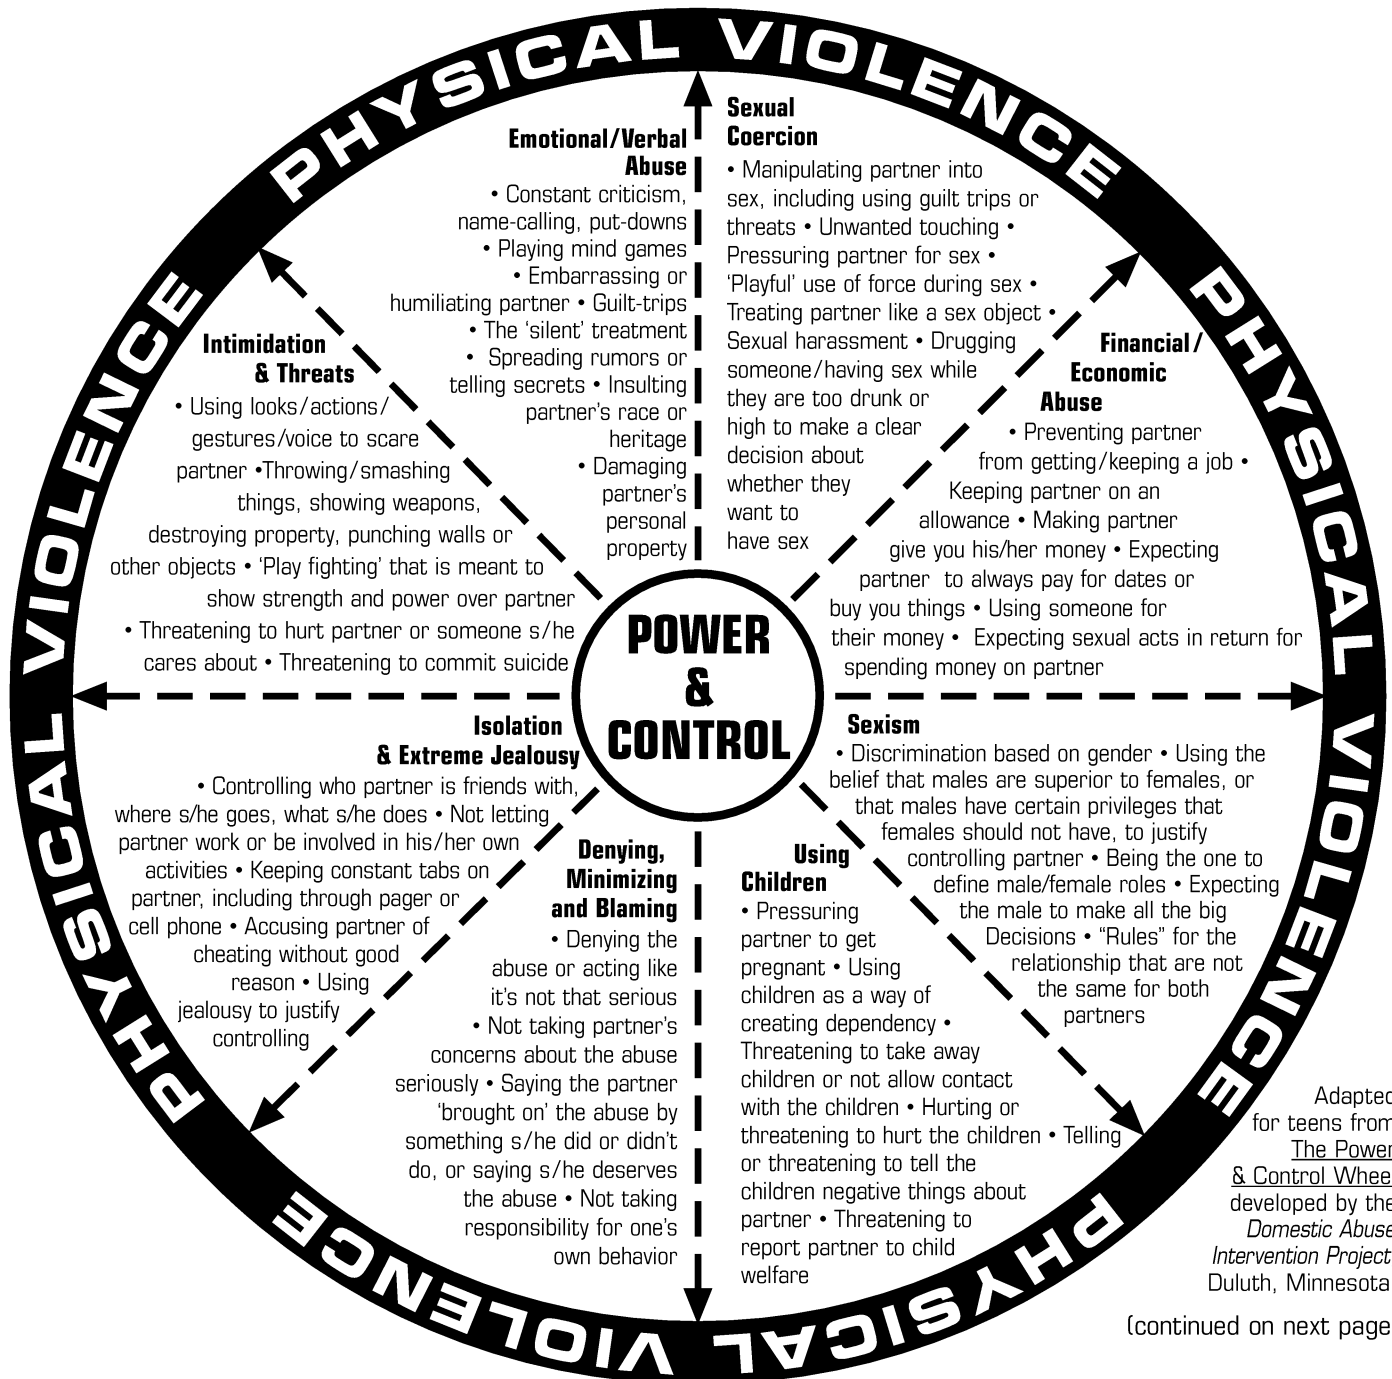 PHYSICAL VIOLENCE
PHYSICAL VIOLENCE
PHYSICAL VIOLENCE
PHYSICAL VIOLENCE
Emotional/Verbal
Abuse
• Constant criticism,
name-calling, put-downs
• Playing mind games
• Embarrassing or
humiliating partner • Guilt-trips
• The ‘silent’ treatment
• Spreading rumors or
telling secrets • Insulting
partner’s race or
heritage
• Damaging
partner’s
personal
property
Sexual
Coercion
• Manipulating partner into
sex, including using guilt trips or
threats • Unwanted touching •
Pressuring partner for sex •
‘Playful’ use of force during sex •
Treating partner like a sex object •
Sexual harassment • Drugging
someone/having sex while
they are too drunk or
high to make a clear
decision about
whether they
want to
have sex
Financial/
Economic
Abuse
• Preventing partner
from getting/keeping a job •
Keeping partner on an
allowance • Making partner
give you his/her money • Expecting
partner to always pay for dates or
buy you things • Using someone for
their money • Expecting sexual acts in return for
spending money on partner
Sexism
• Discrimination based on gender • Using the
belief that males are superior to females, or
that males have certain privileges that
females should not have, to justify
controlling partner • Being the one to
define male/female roles • Expecting
the male to make all the big
Decisions • “Rules” for the
relationship that are not
the same for both
partners
Using
Children
• Pressuring
partner to get
pregnant • Using
children as a way of
creating dependency •
Threatening to take away
children or not allow contact
with the children • Hurting or
threatening to hurt the children • Telling
or threatening to tell the
children negative things about
partner • Threatening to
report partner to child
welfare
Denying,
Minimizing
and Blaming
• Denying the
abuse or acting like
it’s not that serious
• Not taking partner’s
concerns about the abuse
seriously • Saying the partner
‘brought on’ the abuse by
something s/he did or didn’t
do, or saying s/he deserves
the abuse • Not taking
responsibility for one’s
own behavior
Isolation
& Extreme Jealousy
• Controlling who partner is friends with,
where s/he goes, what s/he does • Not letting
partner work or be involved in his/her own
activities • Keeping constant tabs on
partner, including through pager or
cell phone • Accusing partner of
cheating without good
reason • Using
jealousy to justify
controlling
Intimidation
& Threats
• Using looks/actions/
gestures/voice to scare
partner •Throwing/smashing
things, showing weapons,
destroying property, punching walls or
other objects • ‘Play fighting’ that is meant to
show strength and power over partner
• Threatening to hurt partner or someone s/he
cares about • Threatening to commit suicide
POWER
&
CONTROL
Adapted
for teens from
The Power
& Control Wheel
developed by the
Domestic Abuse
Intervention Project
Duluth, Minnesota
(continued on next page